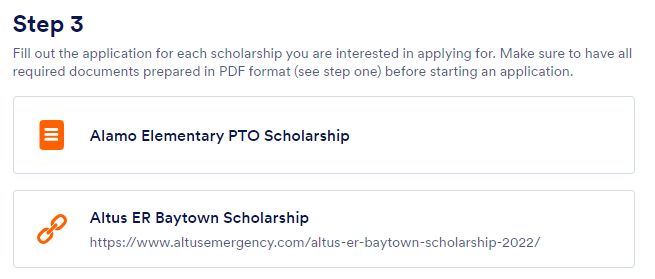 Step 3
Fill out the application for each scholarship you are interested in applying for. Make sure to have all
required documents prepared in PDF format (see step one) before starting an application.
Alamo Elementary PTO Scholarship
Altus ER Baytown Scholarship
https://www.altusemergency.com/altus-er-baytown-scholarship-2022/